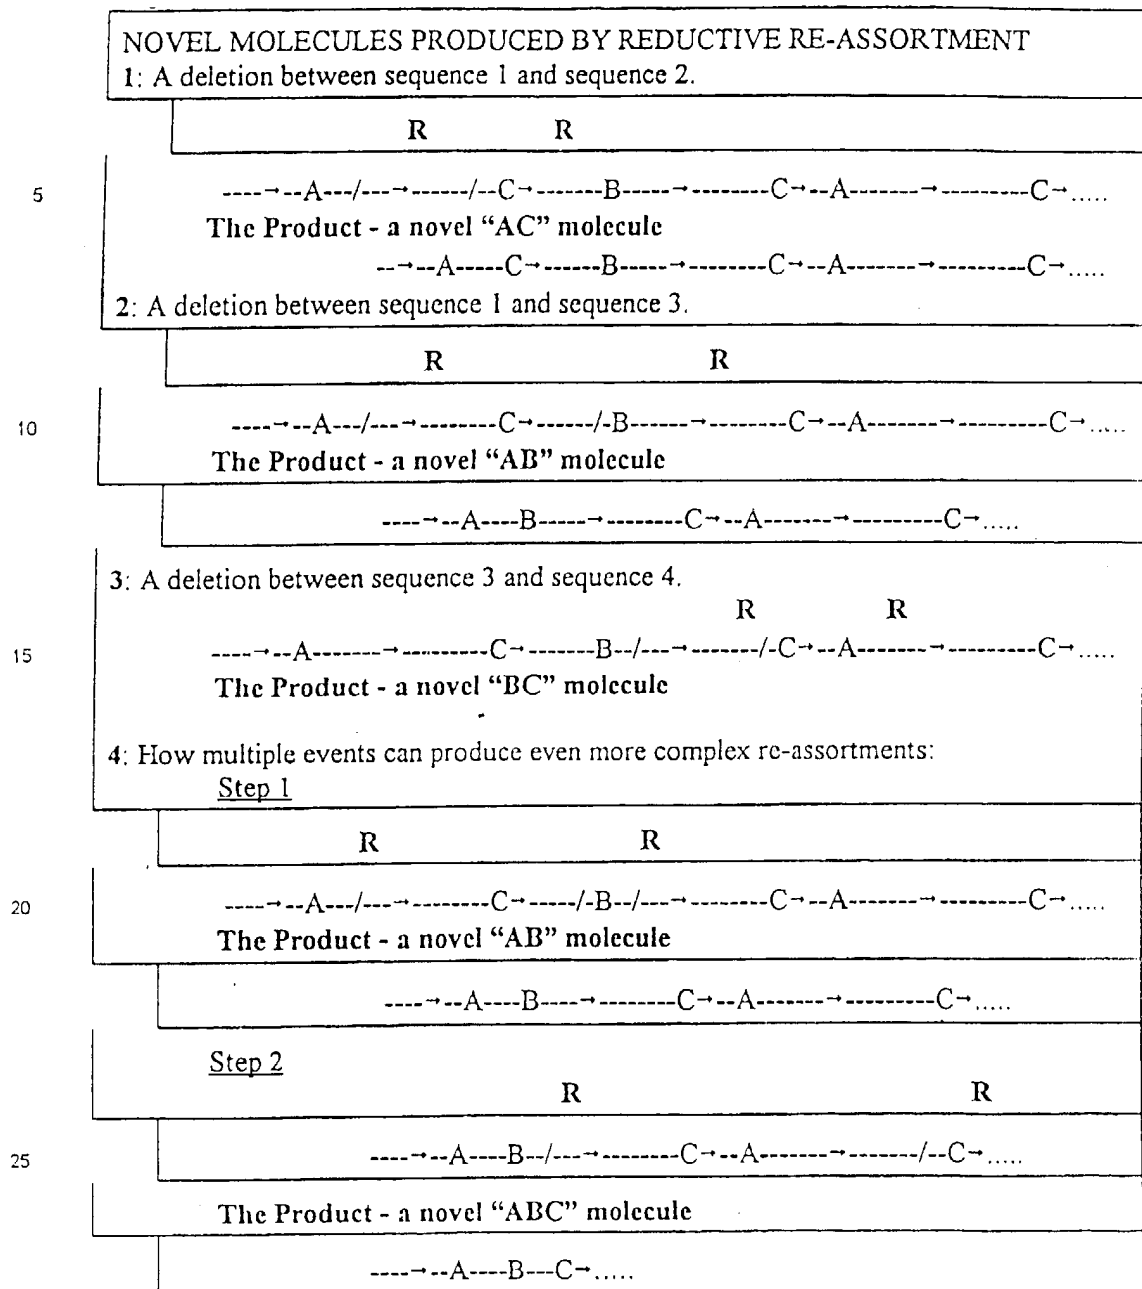 NOVEL MOLECULES PRODUCED BY REDUCTIVE RE-ASSORTMENT
1: A deletion between sequence 1 and sequence 2.
R R
5 ----→--A---/---→------/--C→-------B-----→--------C→--A-------→---------C→.....
The Product - a novel “AC” molecule
--→--A-----C→------B-----→--------C→--A-------→---------C→.....
2: A deletion between sequence 1 and sequence 3.
R R
10 ----→--A---/---→---------C→------/-B------→--------C→--A-------→---------C→.....
The Product - a novel “AB” molecule
----→--A----B-----→--------C→--A-------→---------C→.....
3: A deletion between sequence 3 and sequence 4.
R R
15 ----→--A-------→---------C→-------B--/---→-------/-C→--A-------→---------C→.....
The Product - a novel “BC” molecule
4: How multiple events can produce even more complex re-assortments:
Step 1
R R
20 ----→--A---/---→--------C→-----/-B--/---→--------C→--A-------→---------C→.....
The Product - a novel “AB” molecule
----→--A----B----→--------C→--A-------→---------C→.....
Step 2
R R
25 ----→--A----B--/---→--------C→--A-------→-------/--C→.....
The Product - a novel “ABC” molecule
----→--A----B---C→.....